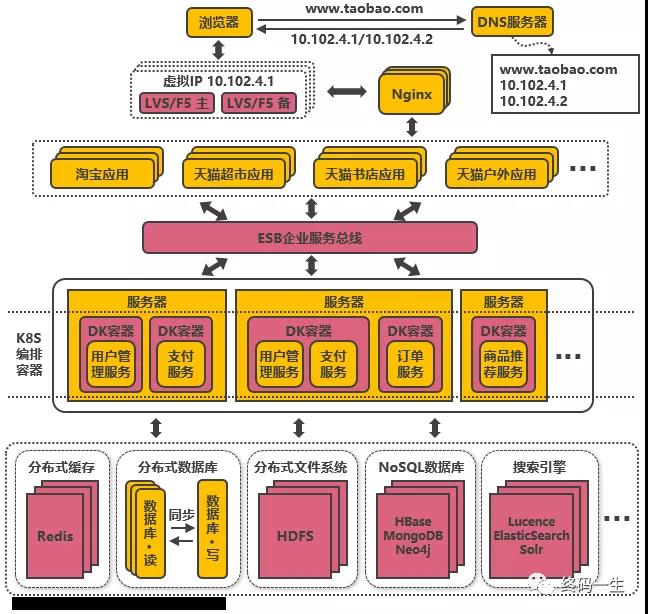 浏览器
www.taobao.com
DNS服务器
10.102.4.1/10.102.4.2
www.taobao.com
10.102.4.1
10.102.4.2
虚拟IP 10.102.4.1
LVS/F5 主
LVS/F5 备
Nginx
淘宝应用
天猫超市应用
天猫书店应用
天猫户外应用
...
ESB企业服务总线
K8S
编排
容器
服务器
DK容器
用户管
理服务
DK容器
支付
服务
服务器
DK容器
用户管
理服务
支付
服务
DK容器
订单
服务
服务器
DK容器
商品推
荐服务
...
分布式缓存
Redis
分布式数据库
数据库·读
同步
数据库·写
分布式文件系统
HDFS
NoSQL数据库
HBase
MongoDB
Neo4j
搜索引擎
Lucence
ElasticSearch
Solr
...
终码一生